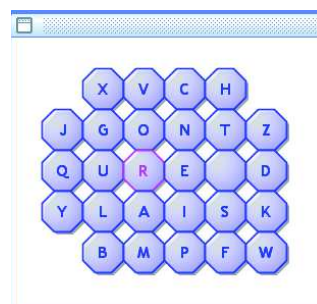 X V C H
J G O N T Z
Q U R E D
Y L A I S K
B M P F W